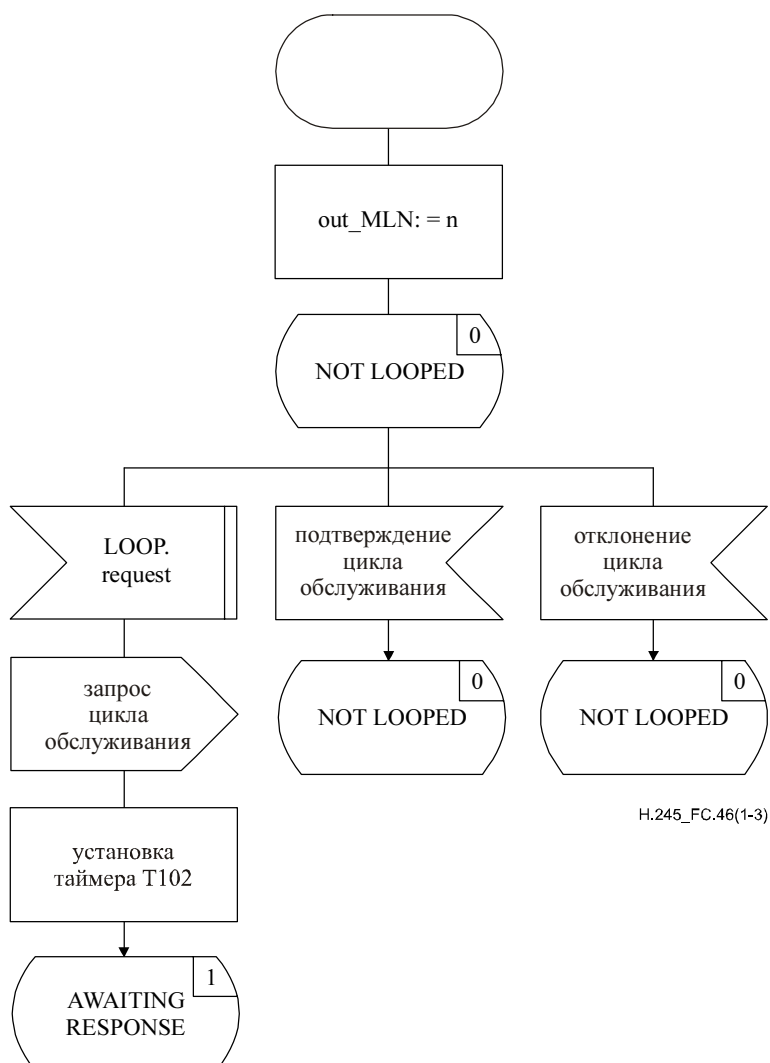 out_MLN: = n
0
NOT LOOPED
LOOP.
request
подтверждение
цикла
обслуживания
отклонение
цикла
обслуживания
запрос
цикла
обслуживания
0
NOT LOOPED
0
NOT LOOPED
H.245_FC.46(1-3)
установка
таймера T102
1
AWAITING
RESPONSE